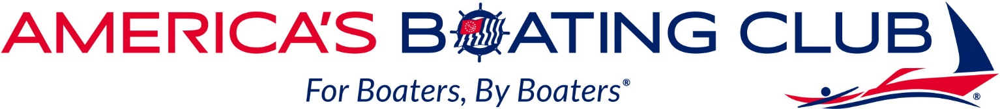 AMERICA'S BOATING CLUB
For Boaters, By Boaters®
®